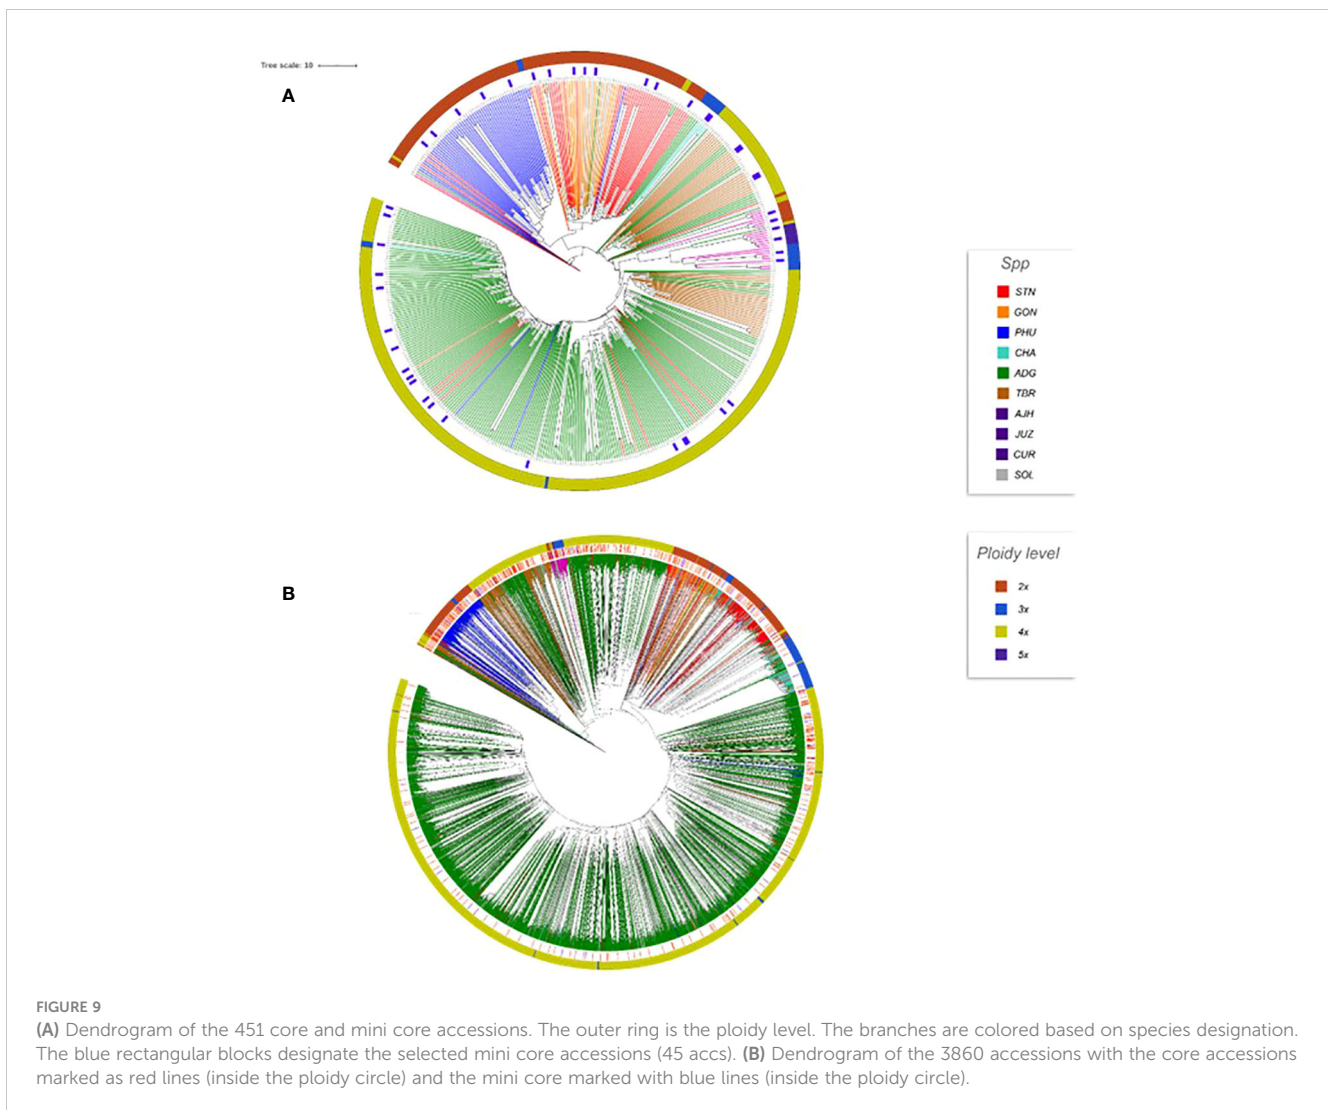 Tree scale: 10
A
Spp
STN
GON
PHU
CHA
ADG
TBR
AJH
JUZ
CUR
SOL
B
Ploidy level
2x
3x
4x
5x
FIGURE 9
(A) Dendrogram of the 451 core and mini core accessions. The outer ring is the ploidy level. The branches are colored based on species designation.
The blue rectangular blocks designate the selected mini core accessions (45 accs). (B) Dendrogram of the 3860 accessions with the core accessions
marked as red lines (inside the ploidy circle) and the mini core marked with blue lines (inside the ploidy circle).